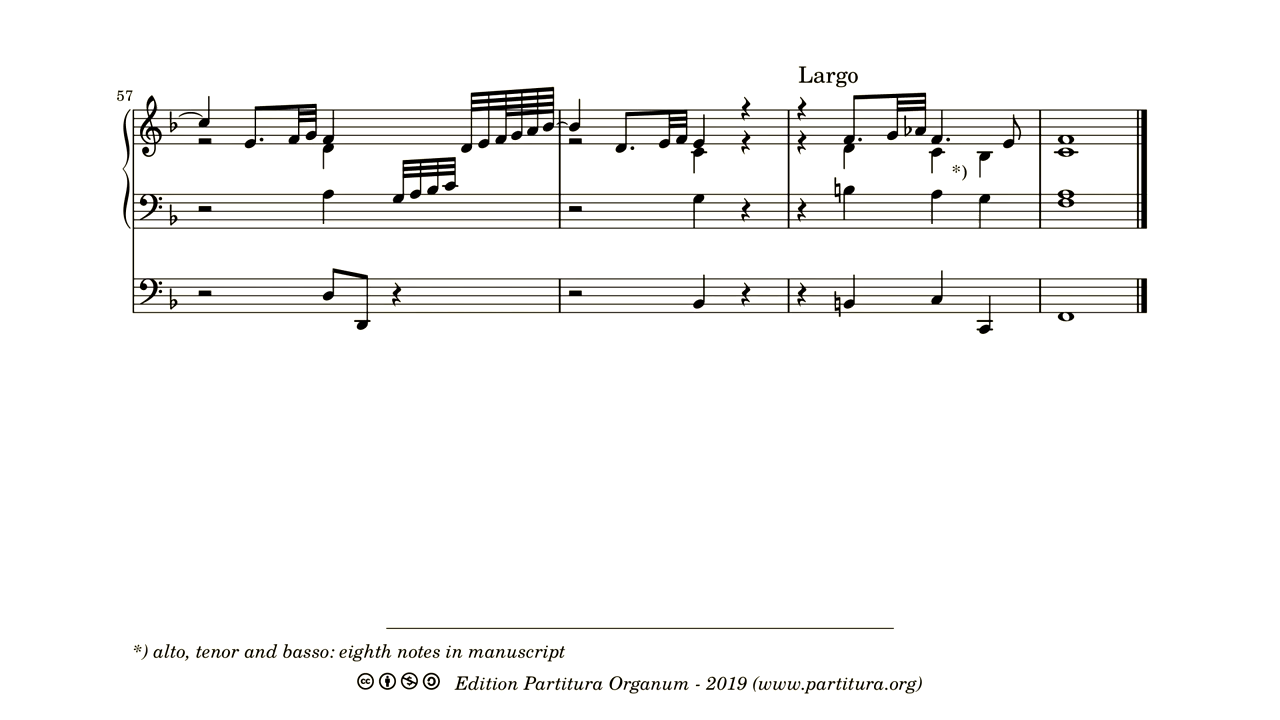 Largo
57
*)
*) alto, tenor and basso: eighth notes in manuscript
Edition Partitura Organum - 2019 (www.partitura.org)